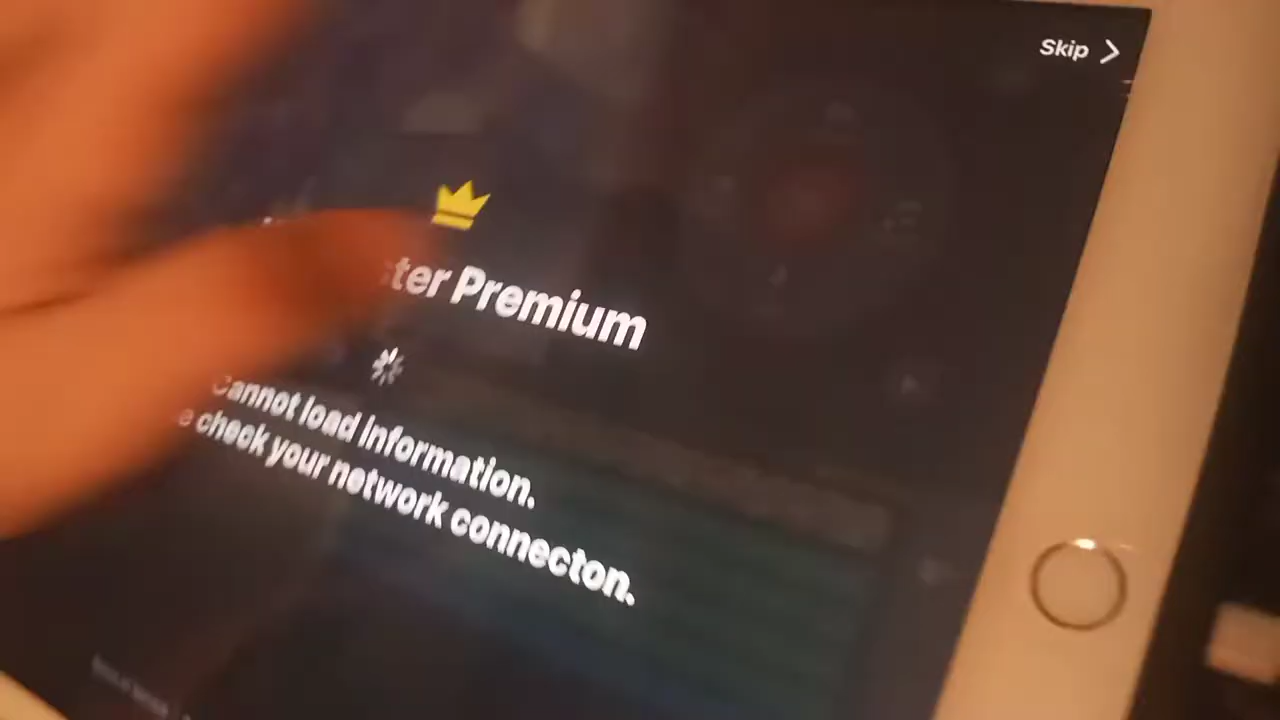 Skip
ter Premium
Cannot load information.
e check your network connecton.